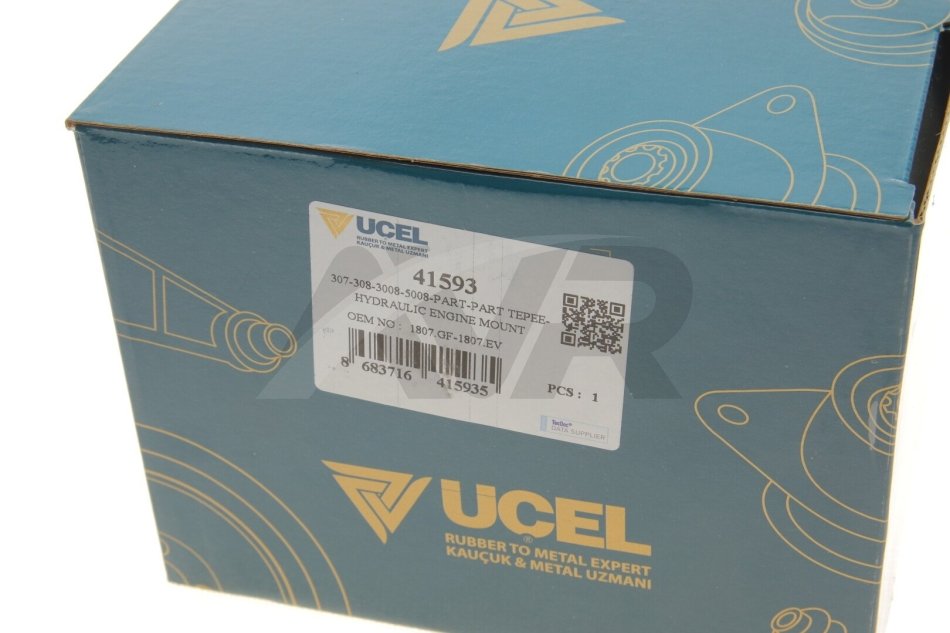 UCEL
RUBBER TO METAL EXPERT
KAUÇUK & METAL UZMANI
41593
307-308-3008-5008-PART-PART TEPEE-
HYDRAULIC ENGINE MOUNT
OEM NO : 1807.GF-1807.EV
8 683716 415935
PCS : 1
TecDoc®
DATA SUPPLIER
UCEL
®
RUBBER TO METAL EXPERT
KAUÇUK & METAL UZMANI